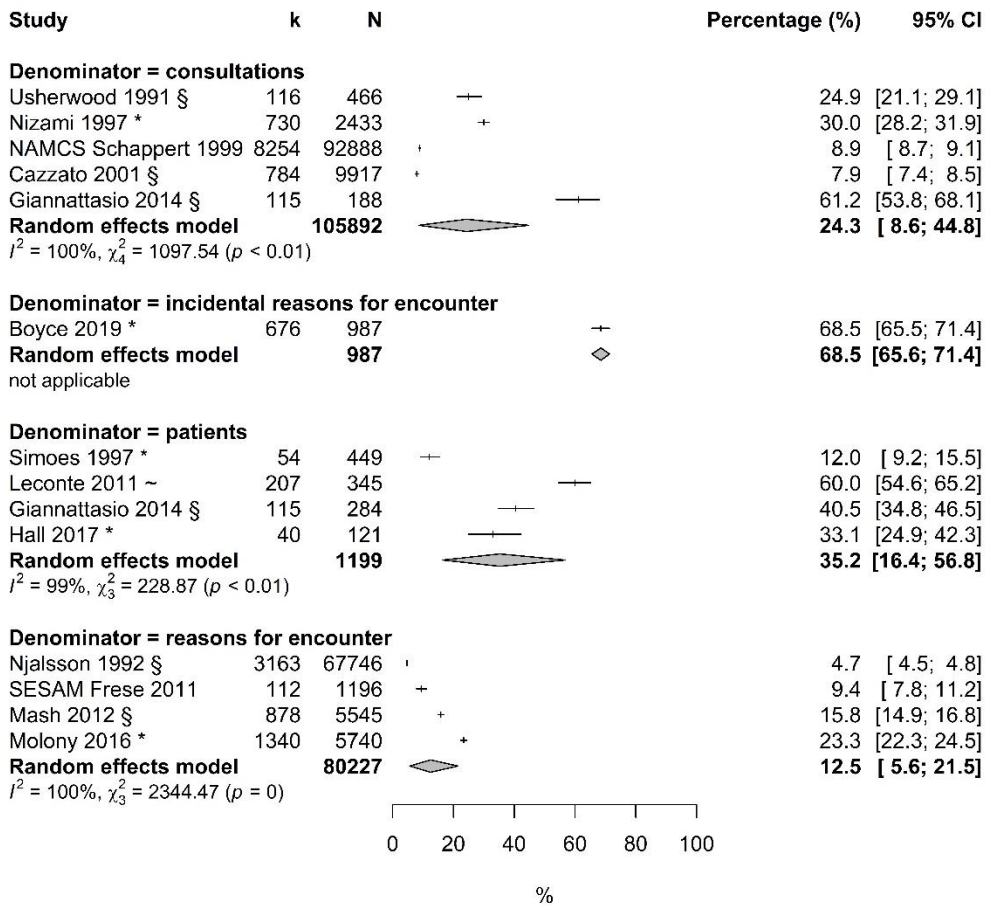 Study k N Percentage (%) 95% CI
Denominator = consultations
Usherwood 1991 § 116 466 24.9 [21.1; 29.1]
Nizami 1997 * 730 2433 30.0 [28.2; 31.9]
NAMCS Schappert 1999 8254 92888 8.9 [ 8.7; 9.1]
Cazzato 2001 § 784 9917 7.9 [ 7.4; 8.5]
Giannattasio 2014 § 115 188 61.2 [53.8; 68.1]
Random effects model 105892 24.3 [ 8.6; 44.8]
I² = 100%, χ²₄ = 1097.54 (p < 0.01)
Denominator = incidental reasons for encounter
Boyce 2019 * 676 987 68.5 [65.5; 71.4]
Random effects model 987 68.5 [65.6; 71.4]
not applicable
Denominator = patients
Simoes 1997 * 54 449 12.0 [ 9.2; 15.5]
Leconte 2011 ~ 207 345 60.0 [54.6; 65.2]
Giannattasio 2014 § 115 284 40.5 [34.8; 46.5]
Hall 2017 * 40 121 33.1 [24.9; 42.3]
Random effects model 1199 35.2 [16.4; 56.8]
I² = 99%, χ²₃ = 228.87 (p < 0.01)
Denominator = reasons for encounter
Njalsson 1992 § 3163 67746 4.7 [ 4.5; 4.8]
SESAM Frese 2011 112 1196 9.4 [ 7.8; 11.2]
Mash 2012 § 878 5545 15.8 [14.9; 16.8]
Molony 2016 * 1340 5740 23.3 [22.3; 24.5]
Random effects model 80227 12.5 [ 5.6; 21.5]
I² = 100%, χ²₃ = 2344.47 (p = 0)
0 20 40 60 80 100
%